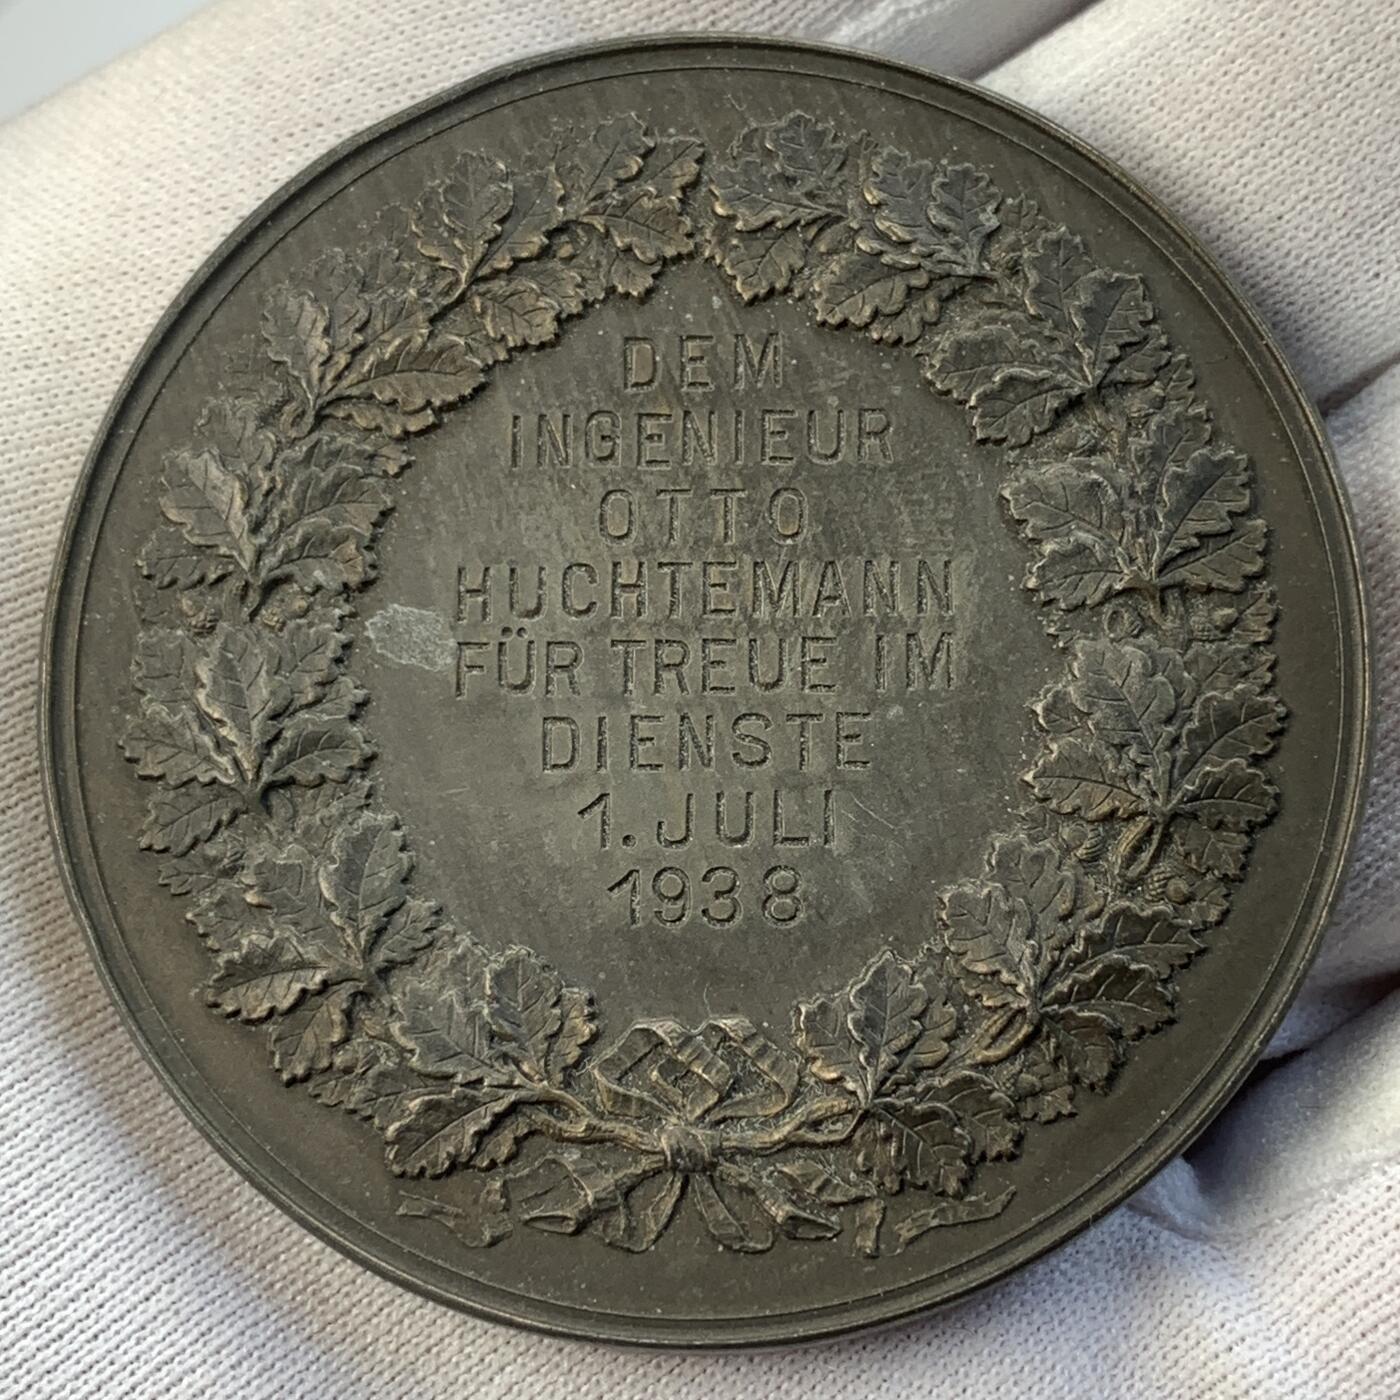 DEM
INGENIEUR
OTTO
HUCHTEMANN
FÜR TREUE IM
DIENSTE
1. JULI
1938